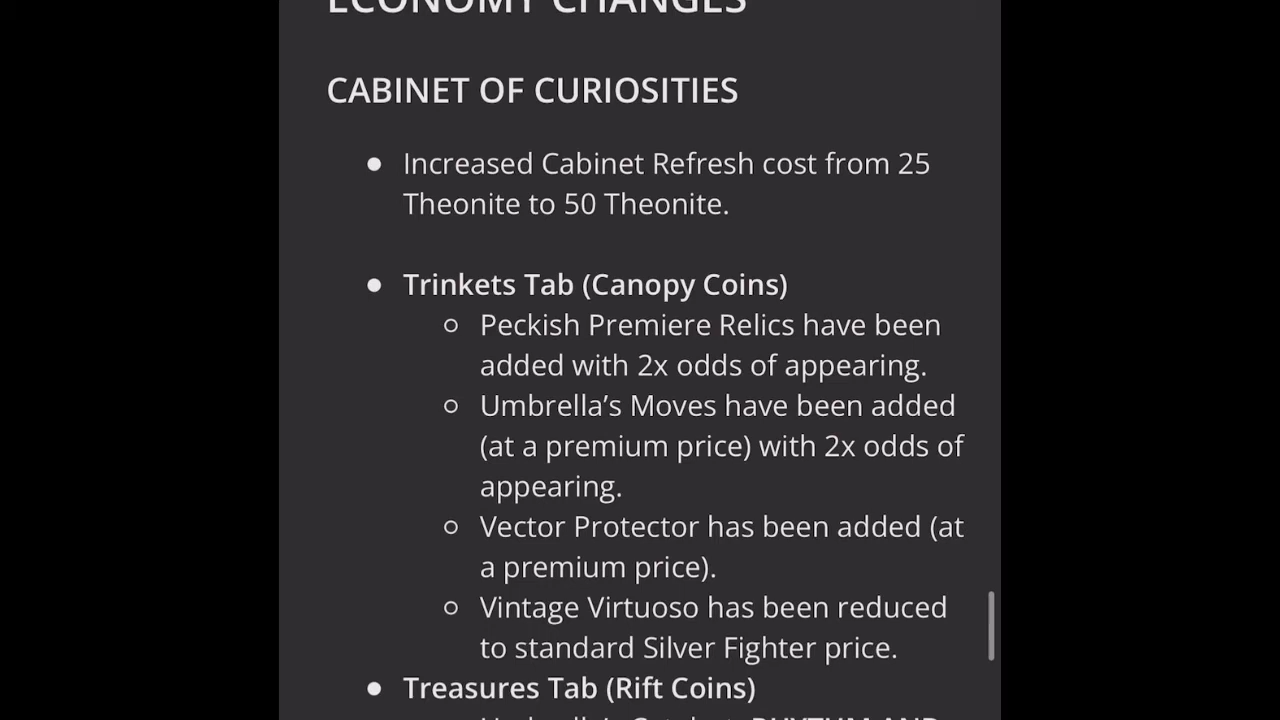 ECONOMY CHANGES
CABINET OF CURIOSITIES
● Increased Cabinet Refresh cost from 25
Theonite to 50 Theonite.
● Trinkets Tab (Canopy Coins)
○ Peckish Premiere Relics have been
added with 2x odds of appearing.
○ Umbrella’s Moves have been added
(at a premium price) with 2x odds of
appearing.
○ Vector Protector has been added (at
a premium price).
○ Vintage Virtuoso has been reduced
to standard Silver Fighter price.
● Treasures Tab (Rift Coins)